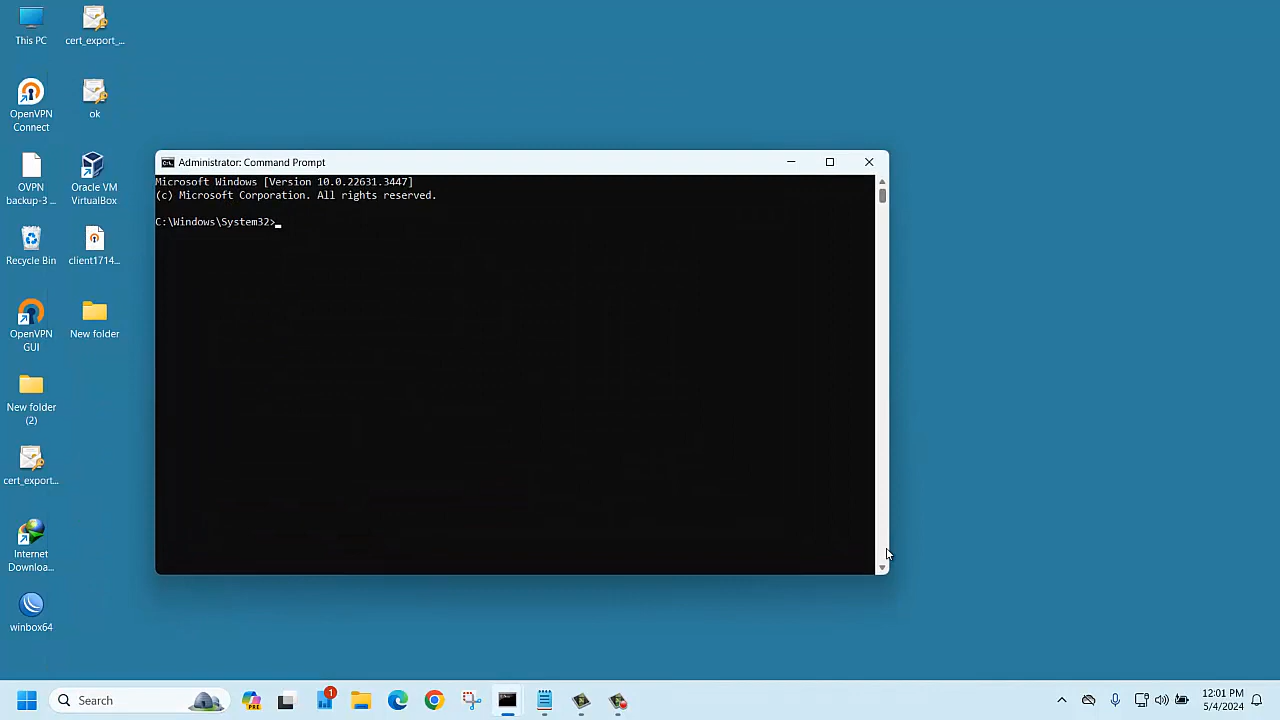 This PC
cert_export_...
OpenVPN
Connect
ok
OVPN
backup-3 ...
Oracle VM
VirtualBox
Recycle Bin
client1714...
OpenVPN
GUI
New folder
New folder
(2)
cert_export...
Internet
Downloa...
winbox64
Administrator: Command Prompt
Microsoft Windows [Version 10.0.22631.3447]
(c) Microsoft Corporation. All rights reserved.
C:\Windows\System32>
Search
PRE
1
12:01 PM
5/4/2024